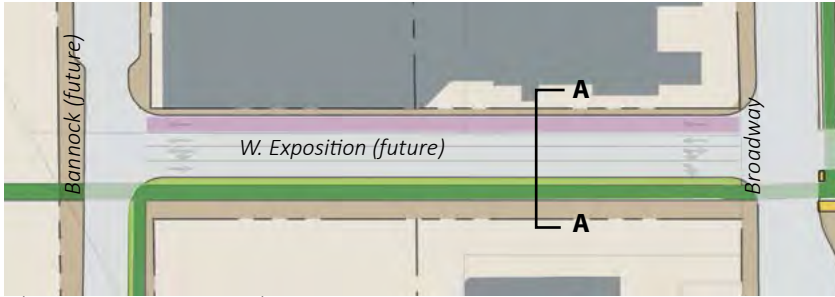 Bannock (future)
W. Exposition (future)
A
Broadway
A